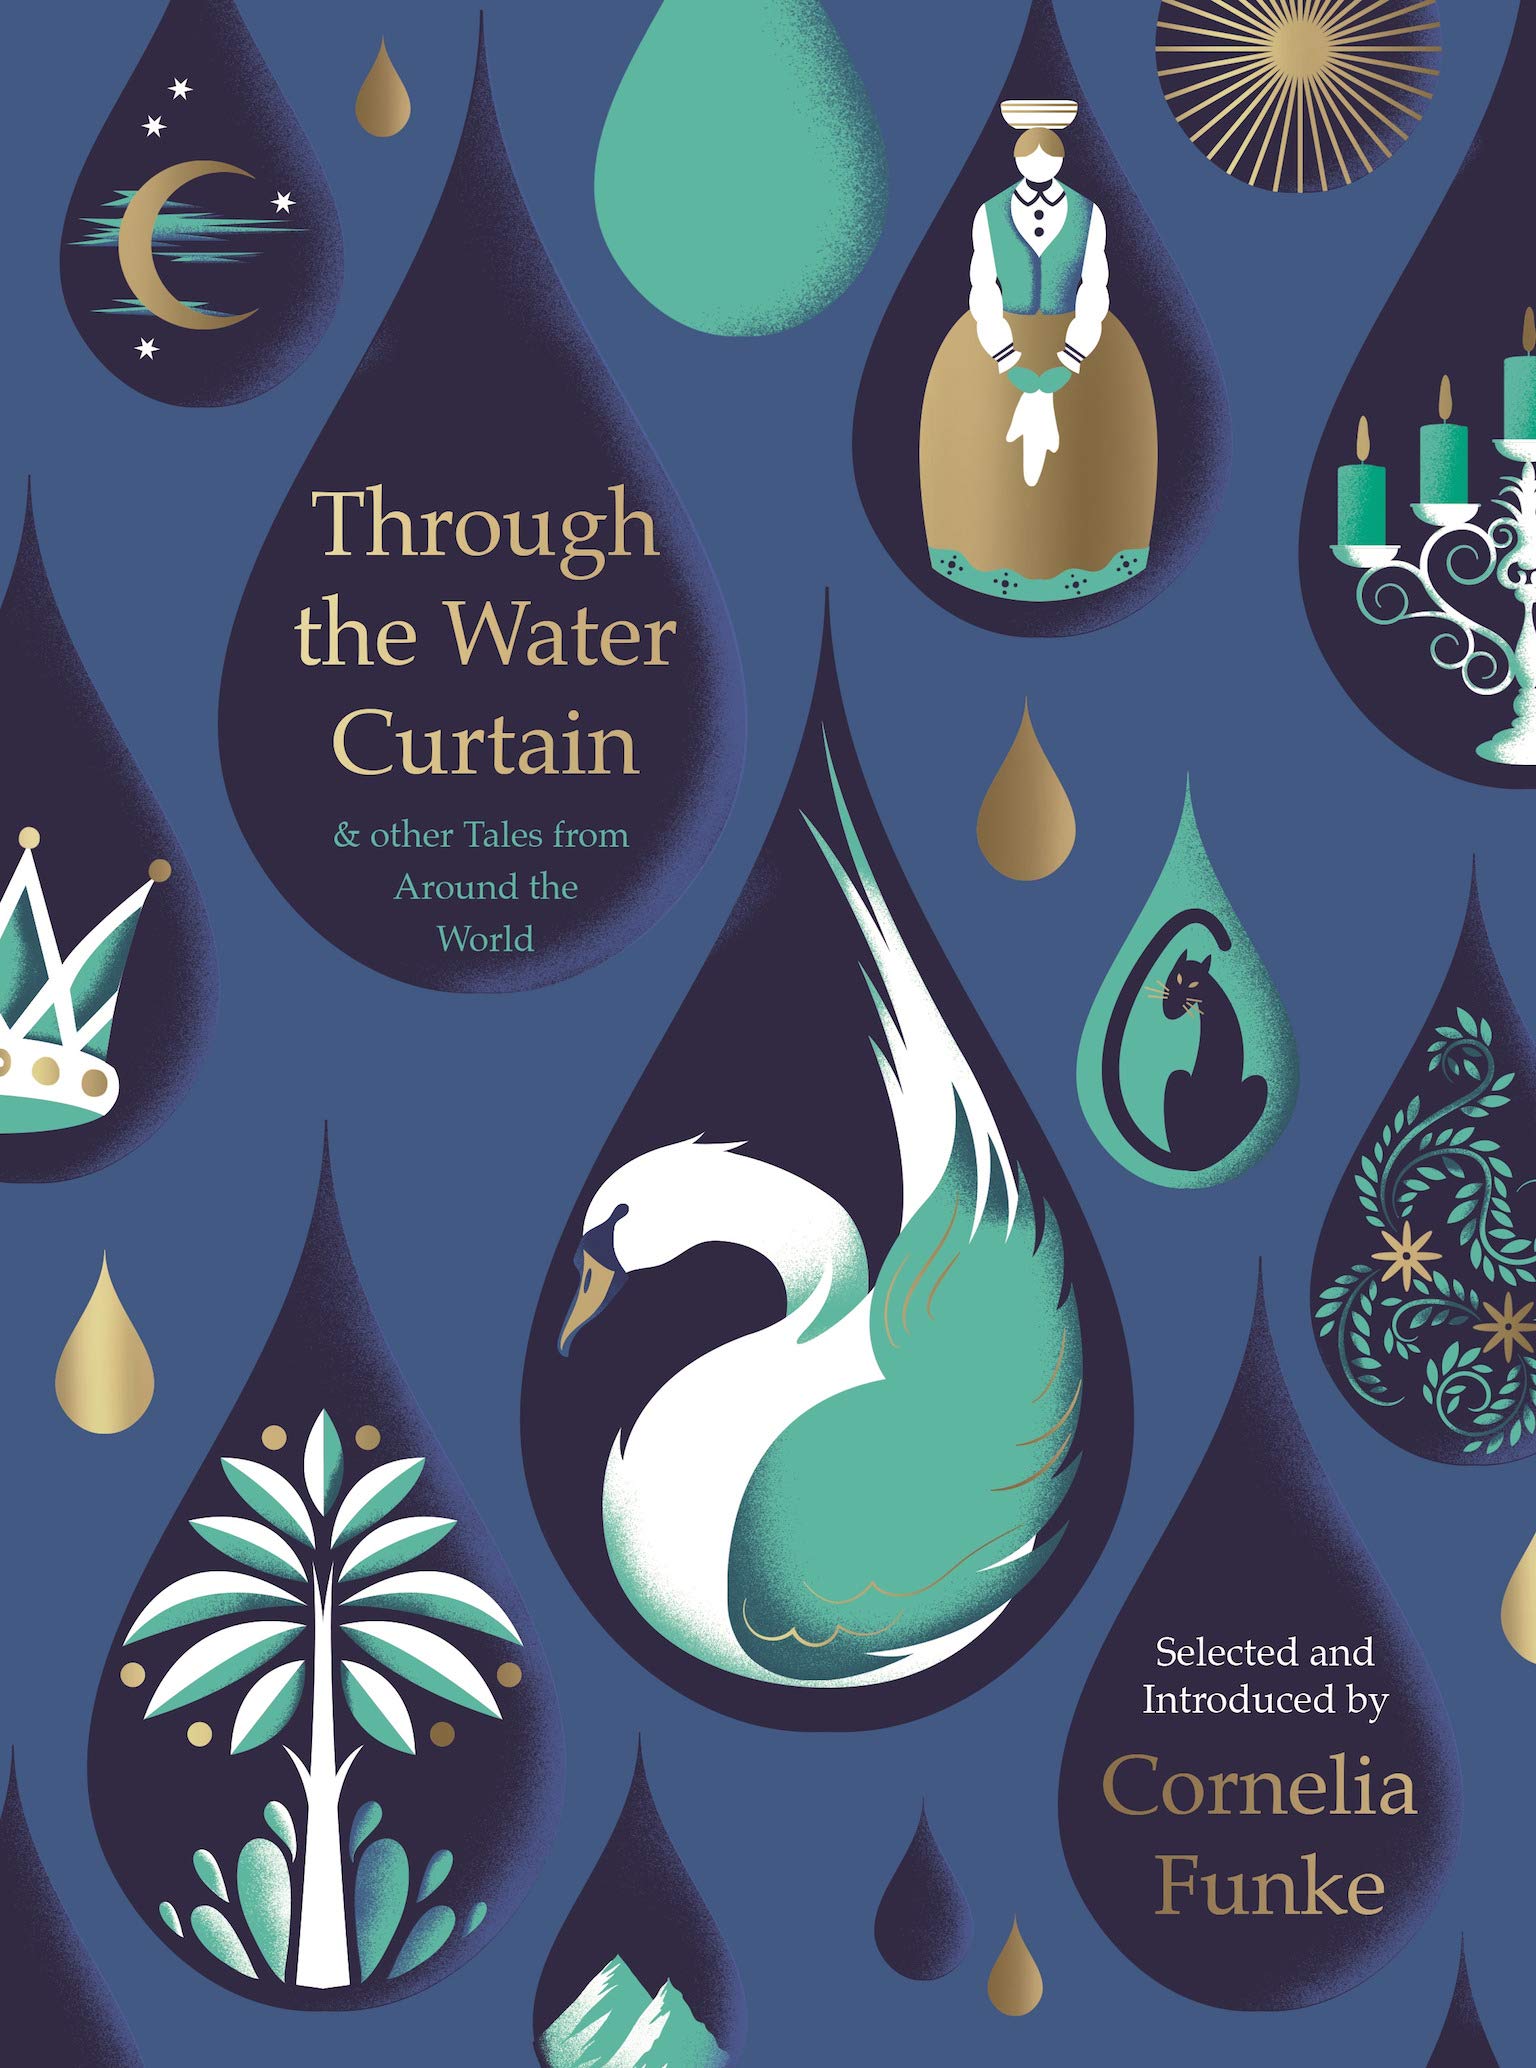 Through
the Water
Curtain
& other Tales from
Around the
World
Selected and
Introduced by
Cornelia
Funke